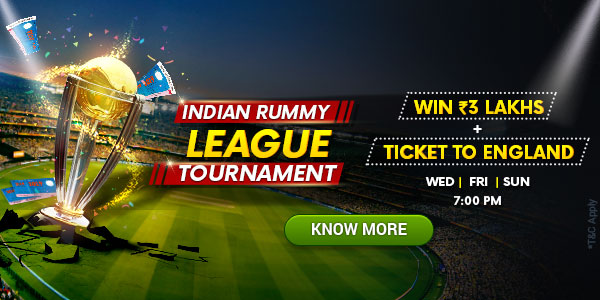 INDIAN RUMMY
LEAGUE
TOURNAMENT
WIN ₹3 LAKHS
+
TICKET TO ENGLAND
WED | FRI | SUN
7:00 PM
KNOW MORE
*T&C Apply